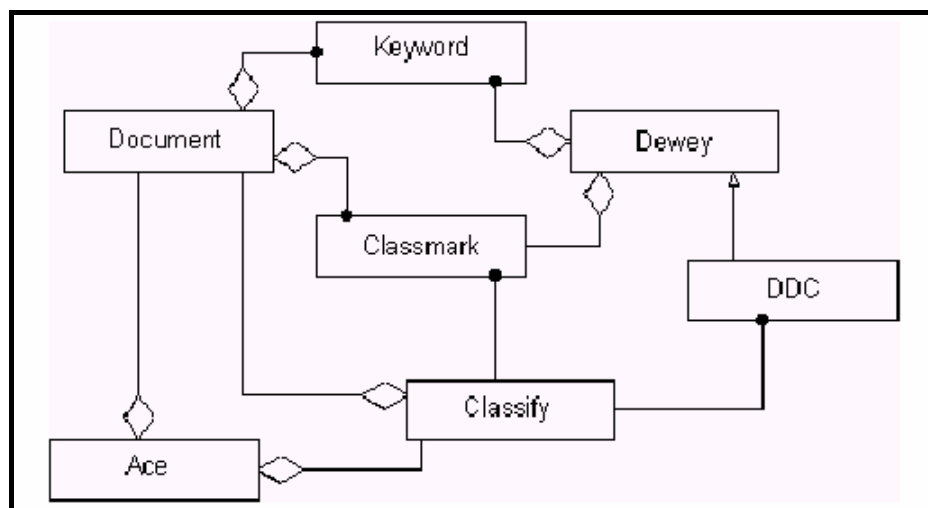 Keyword
Document
Dewey
Classmark
DDC
Classify
Ace